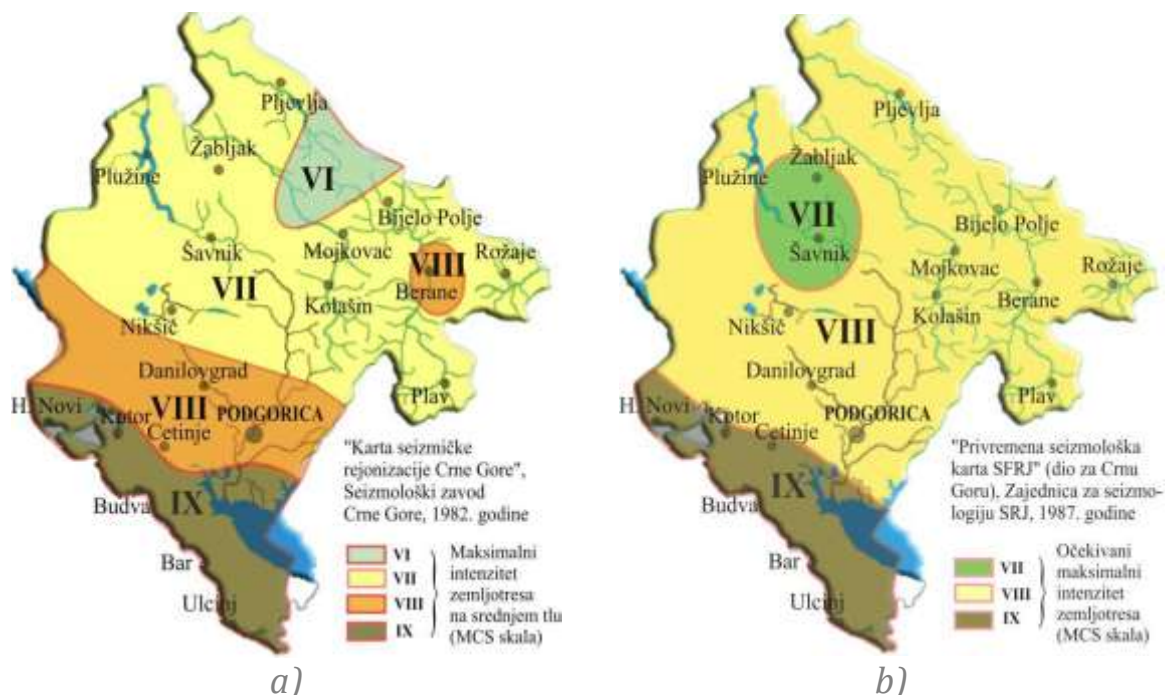 Pljevlja
Žabljak
Plužine
VI
Bijelo Polje
Šavnik
Mojkovac
VIII
Rožaje
VII
Berane
Kolašin
Nikšič
Danilovgrad
Plav
H. Novi
VIII
Kotor
PODGORICA
Cetinje
IX
Budva
Bar
Ulcinj
"Karta seizmičke
rejonizacije Crne Gore",
Seizmološki zavod
Crne Gore, 1982. godine
VI
VII
VIII
IX
Maksimalni
intenzitet
zemljotresa
na srednjem tlu
(MCS skala)
a)
Pljevlja
Žabljak
Plužine
VII
Bijelo Polje
Šavnik
Mojkovac
Rožaje
Berane
Kolašin
Nikšič
VIII
Danilovgrad
Plav
H. Novi
Kotor
PODGORICA
Cetinje
IX
Budva
Bar
Ulcinj
"Privremena seizmološka
karta SFRJ" (dio za Crnu
Goru), Zajednica za seizmo-
logiju SRJ, 1987. godine
VII
VIII
IX
Očekivani
maksimalni
intenzitet
zemljotresa
(MCS skala)
b)